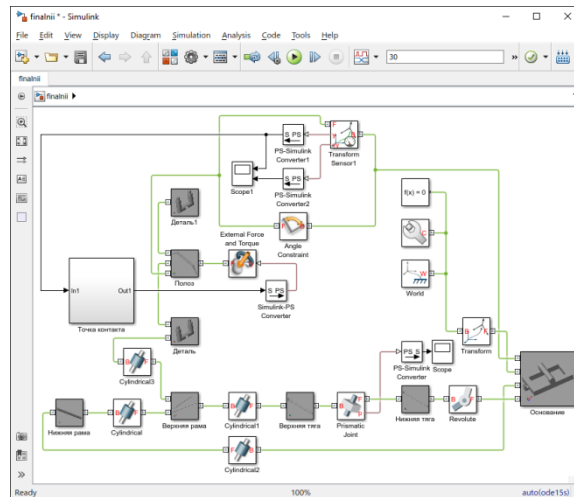 finalnii * - Simulink
File Edit View Display Diagram Simulation Analysis Code Tools Help
30
finalnii
finalnii
F B
S PS
PS-Simulink
Converter1
Transform
Sensor1
Scope1
S PS
PS-Simulink
Converter2
f(x) = 0
Деталь1
External Force
and Torque
F B
Angle
Constraint
C
Полоз
F
W
World
In1 Out1
S PS
Simulink-PS
Converter
Точка контакта
B F
Transform
Деталь
PS S
PS-Simulink
Converter
Scope
B F
Cylindrical3
Основание
Нижняя рама
B F
Cylindrical
Верхняя рама
B F
Cylindrical1
Верхняя тяга
B F
Prismatic
Joint
Нижняя тяга
B F
Revolute
B F
Cylindrical2
Ready 100% auto(ode15s)